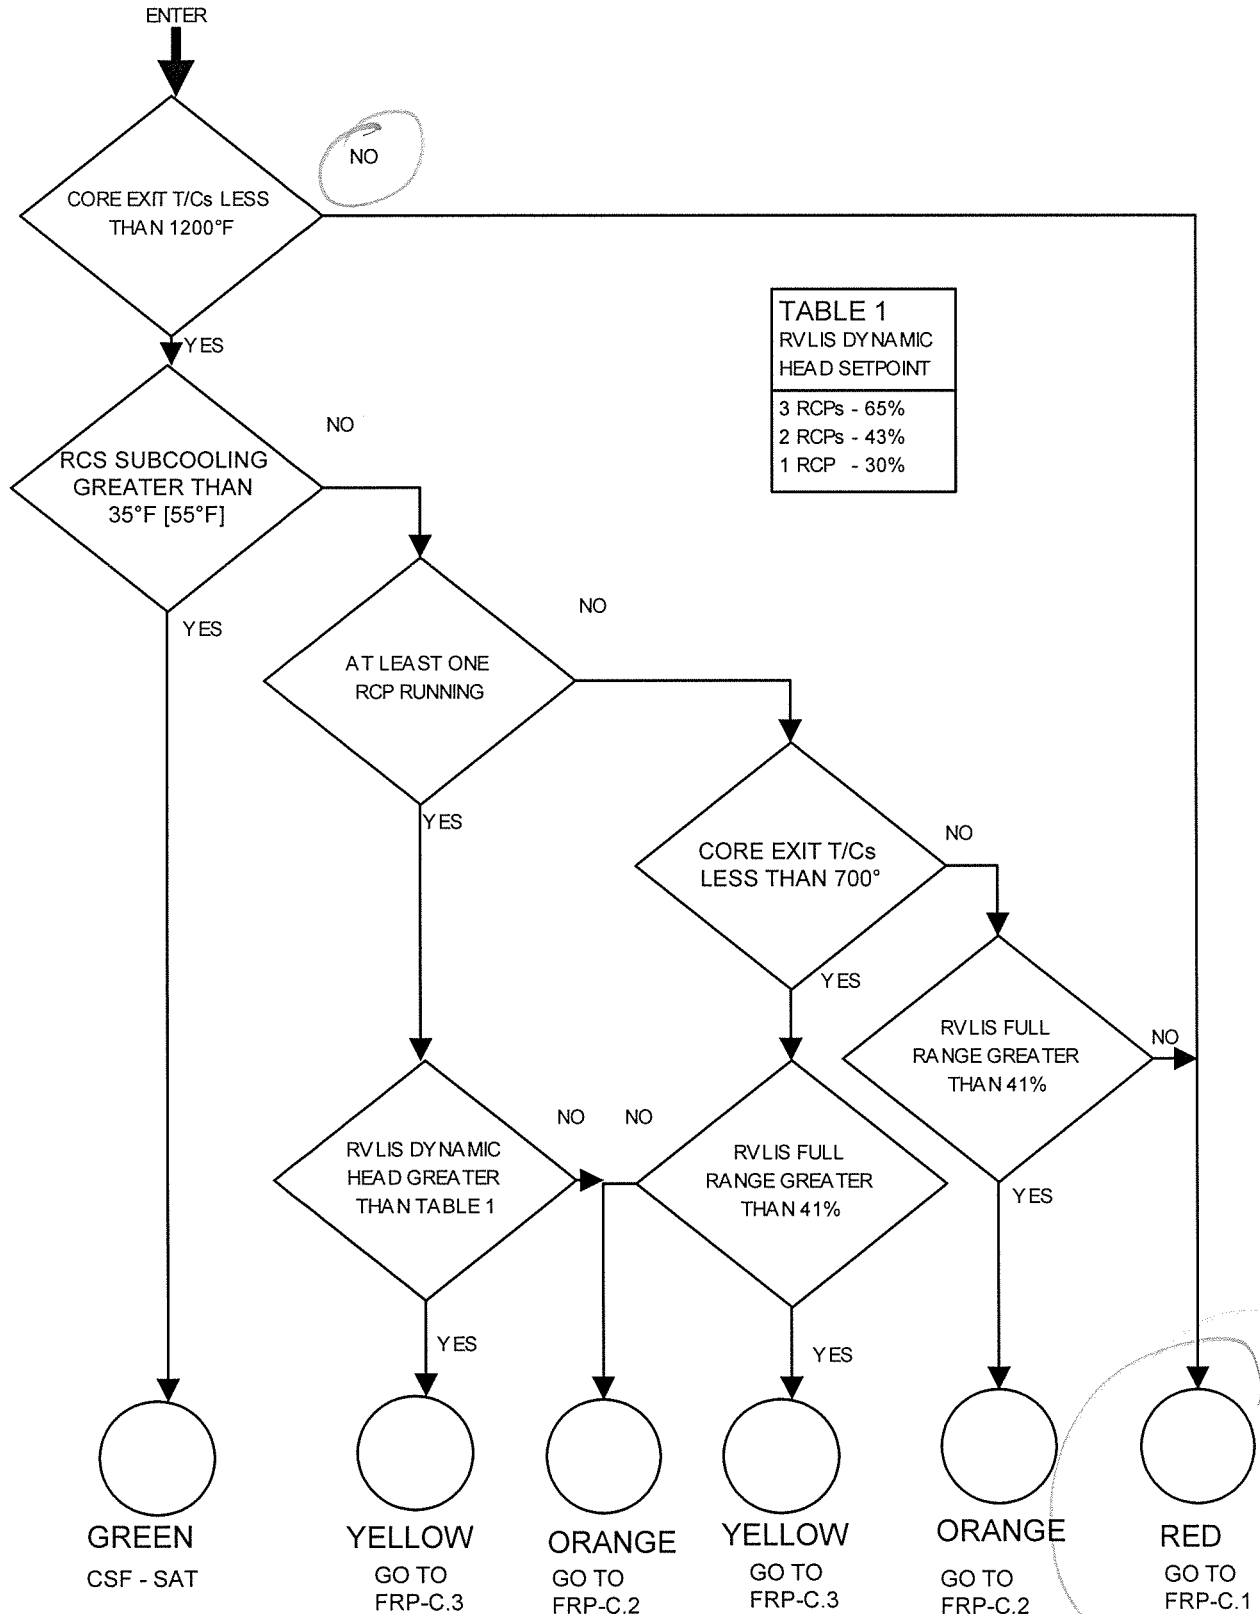 ENTER
CORE EXIT T/Cs LESS
THAN 1200°F
NO
YES
TABLE 1
RVLIS DYNAMIC
HEAD SETPOINT
3 RCPs - 65%
2 RCPs - 43%
1 RCP - 30%
RCS SUBCOOLING
GREATER THAN
35°F [55°F]
NO
YES
AT LEAST ONE
RCP RUNNING
NO
YES
CORE EXIT T/Cs
LESS THAN 700°
NO
YES
RVLIS FULL
RANGE GREATER
THAN 41%
NO
YES
RVLIS DYNAMIC
HEAD GREATER
THAN TABLE 1
NO
YES
NO
RVLIS FULL
RANGE GREATER
THAN 41%
YES
GREEN
CSF - SAT
YELLOW
GO TO
FRP-C.3
ORANGE
GO TO
FRP-C.2
YELLOW
GO TO
FRP-C.3
ORANGE
GO TO
FRP-C.2
RED
GO TO
FRP-C.1